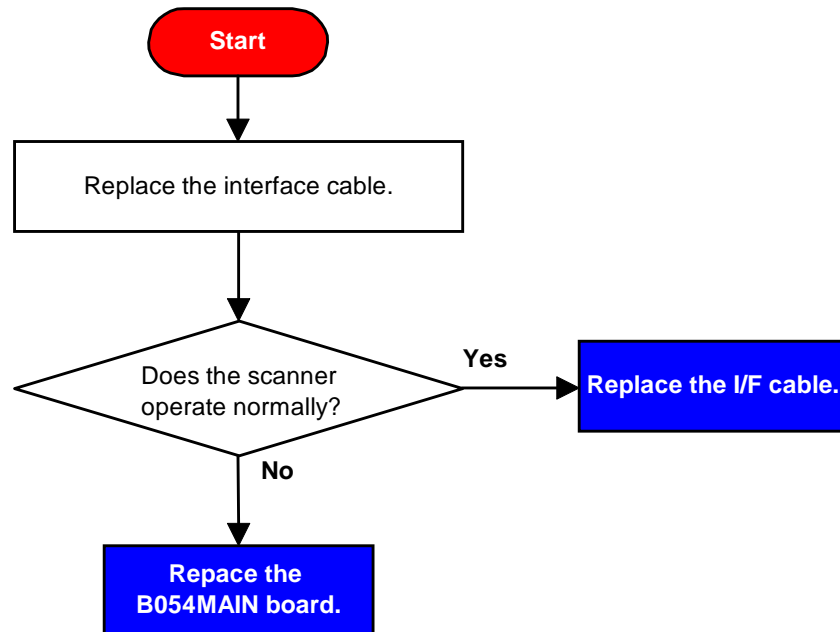 Start
Replace the interface cable.
Does the scanner
operate normally?
Yes
Replace the I/F cable.
No
Repace the
B054MAIN board.